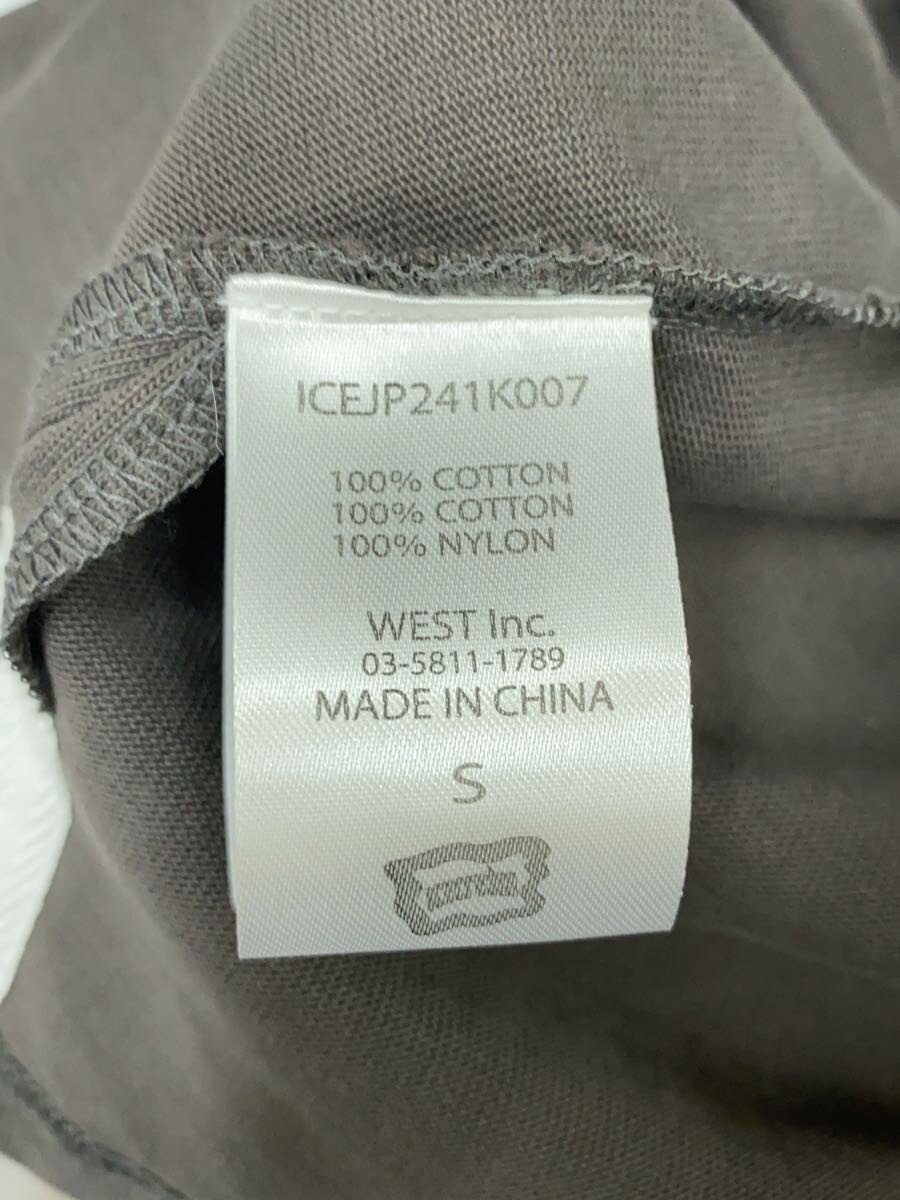 ICEJP241K007
100% COTTON
100% COTTON
100% NYLON
WEST Inc.
03-5811-1789
MADE IN CHINA
S